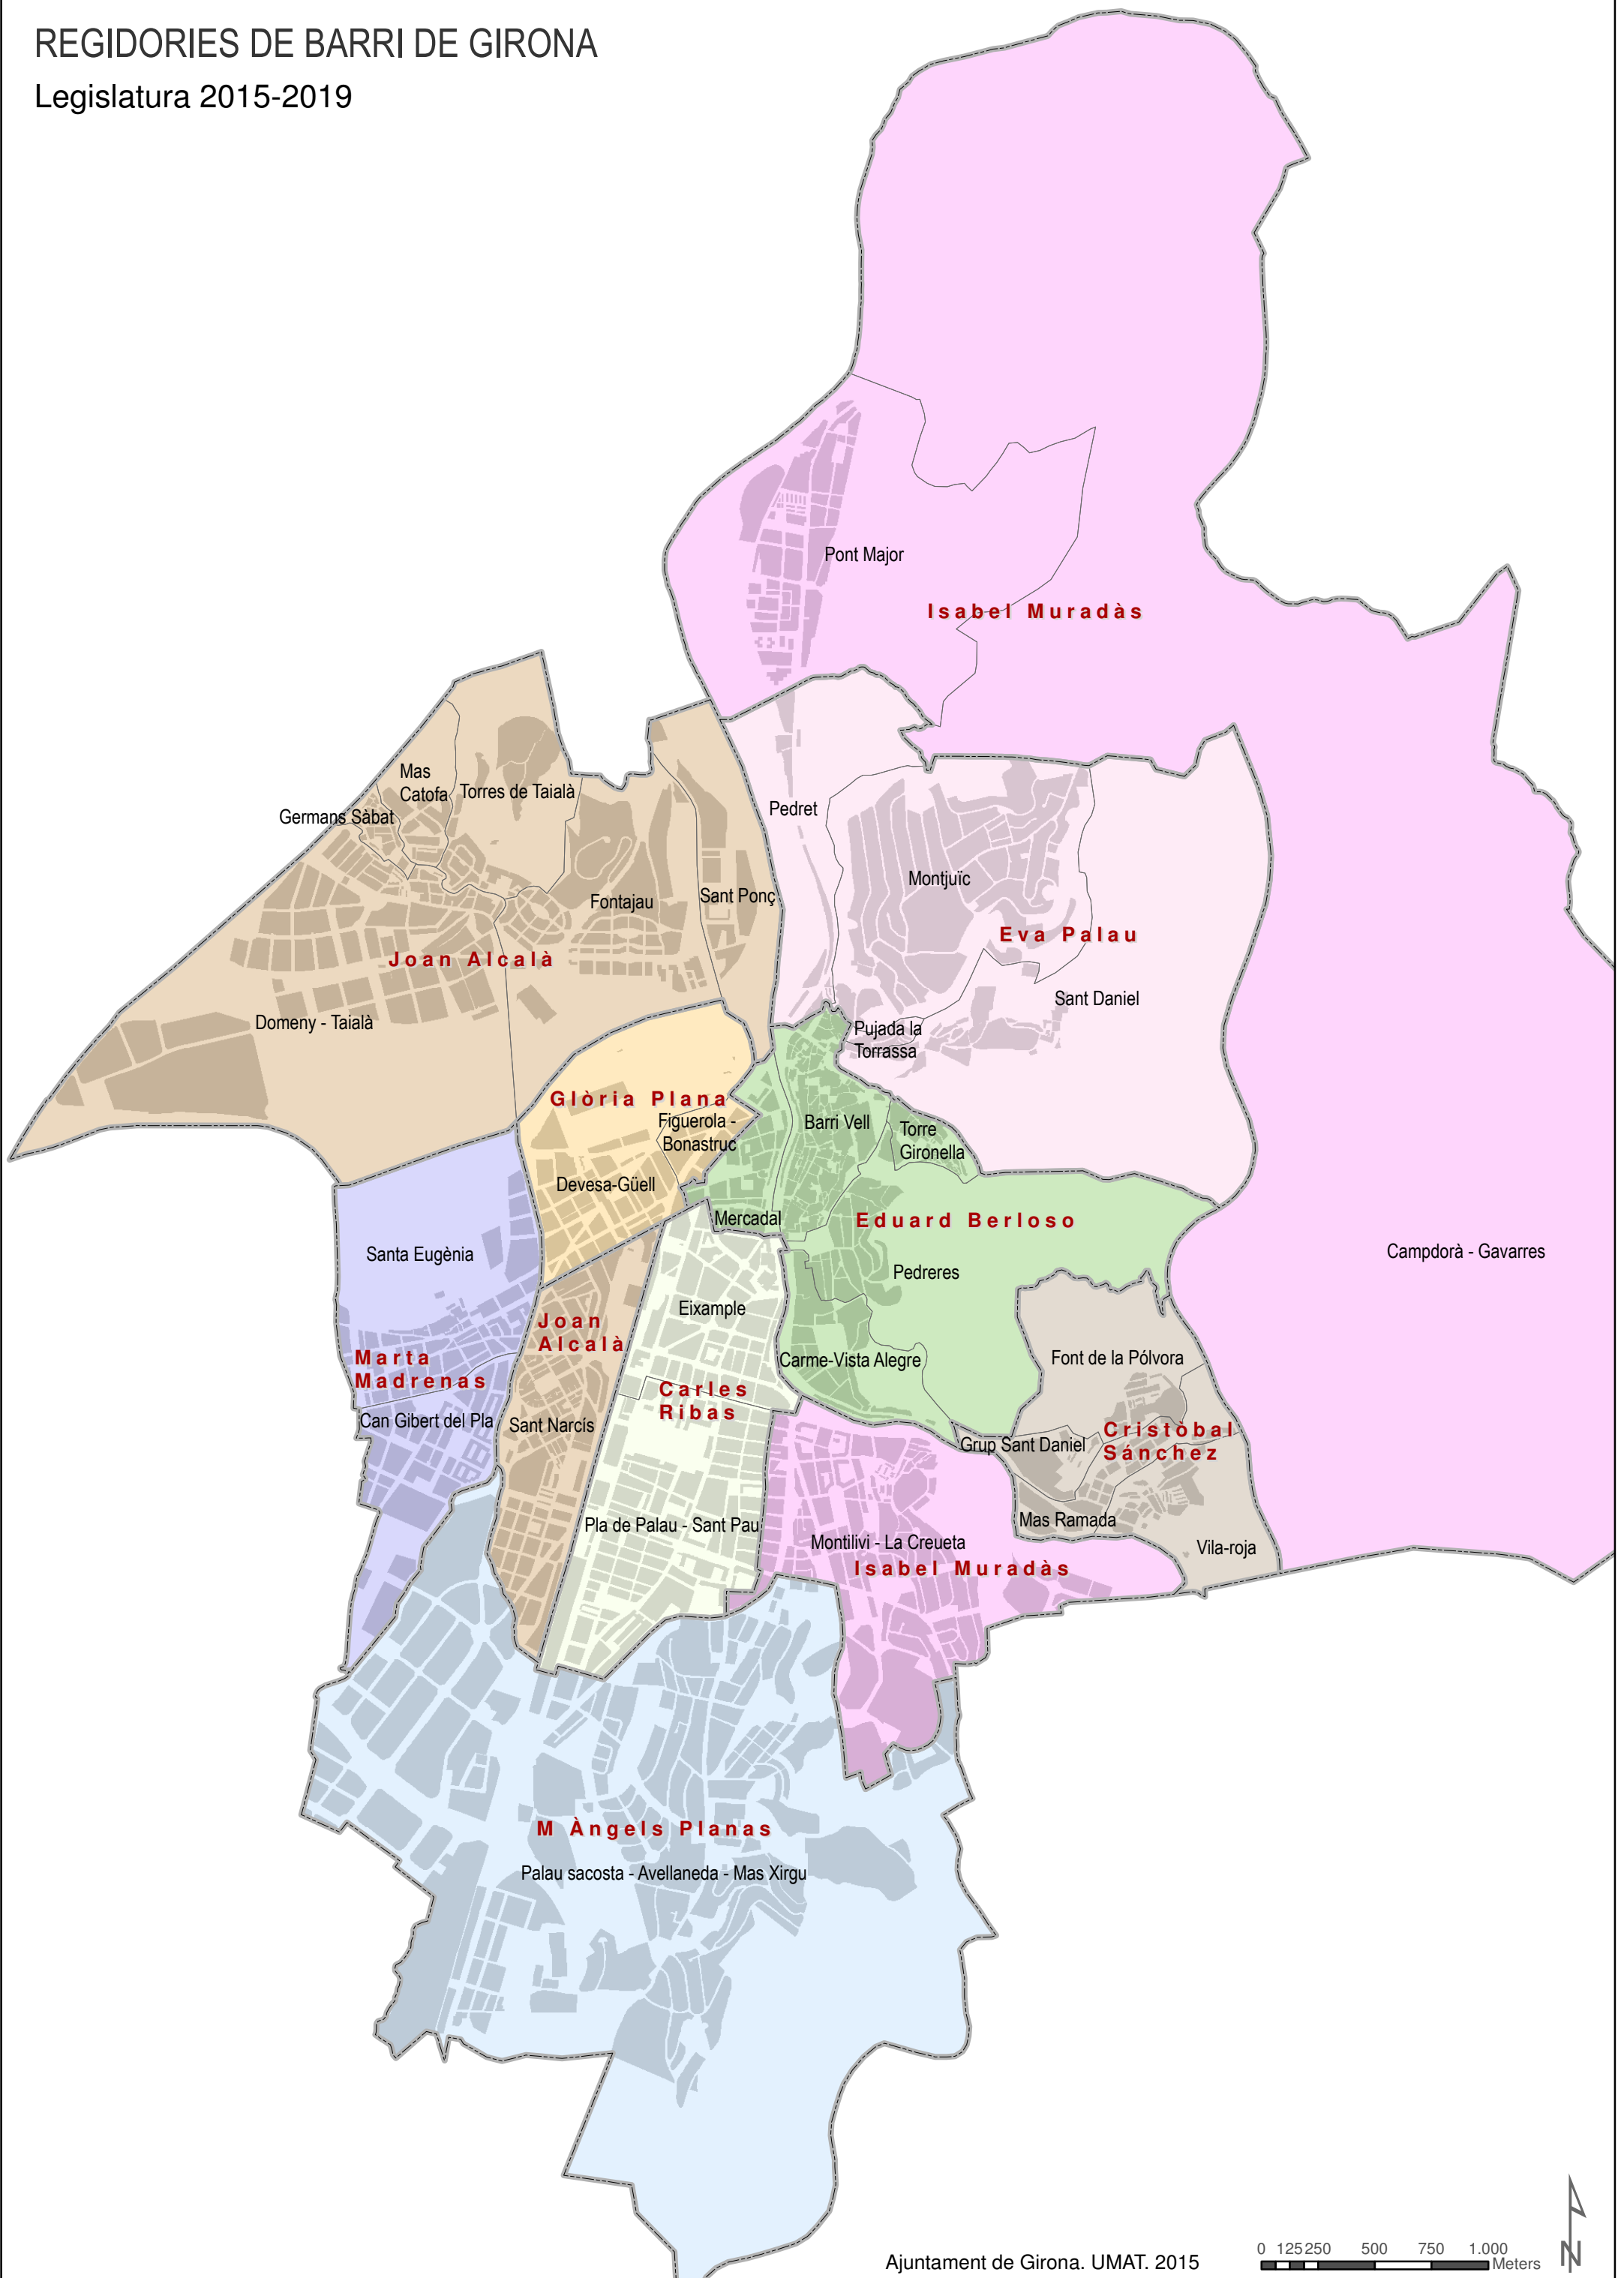 REGIDORIES DE BARRI DE GIRONA
Legislatura 2015-2019
Pont Major
Isabel Muradàs
Mas
Catofa
Torres de Taialà
Germans Sàbat
Pedret
Montjuïc
Fontajau
Sant Ponç
Eva Palau
Joan Alcalà
Sant Daniel
Domeny - Taialà
Pujada la
Torrassa
Glòria Plana
Figuerola -
Bonastruc
Barri Vell
Torre
Gironella
Devesa-Güell
Mercadal
Eduard Berloso
Santa Eugènia
Campdorà - Gavarres
Pedreres
Eixample
Joan
Alcalà
Marta
Madrenas
Carme-Vista Alegre
Font de la Pólvora
Carles
Ribas
Can Gibert del Pla
Sant Narcís
Cristòbal
Sánchez
Grup Sant Daniel
Mas Ramada
Pla de Palau - Sant Pau
Montilivi - La Creueta
Vila-roja
Isabel Muradàs
M Àngels Planas
Palau sacosta - Avellaneda - Mas Xirgu
Ajuntament de Girona. UMAT. 2015
0 125 250 500 750 1.000
Meters
N